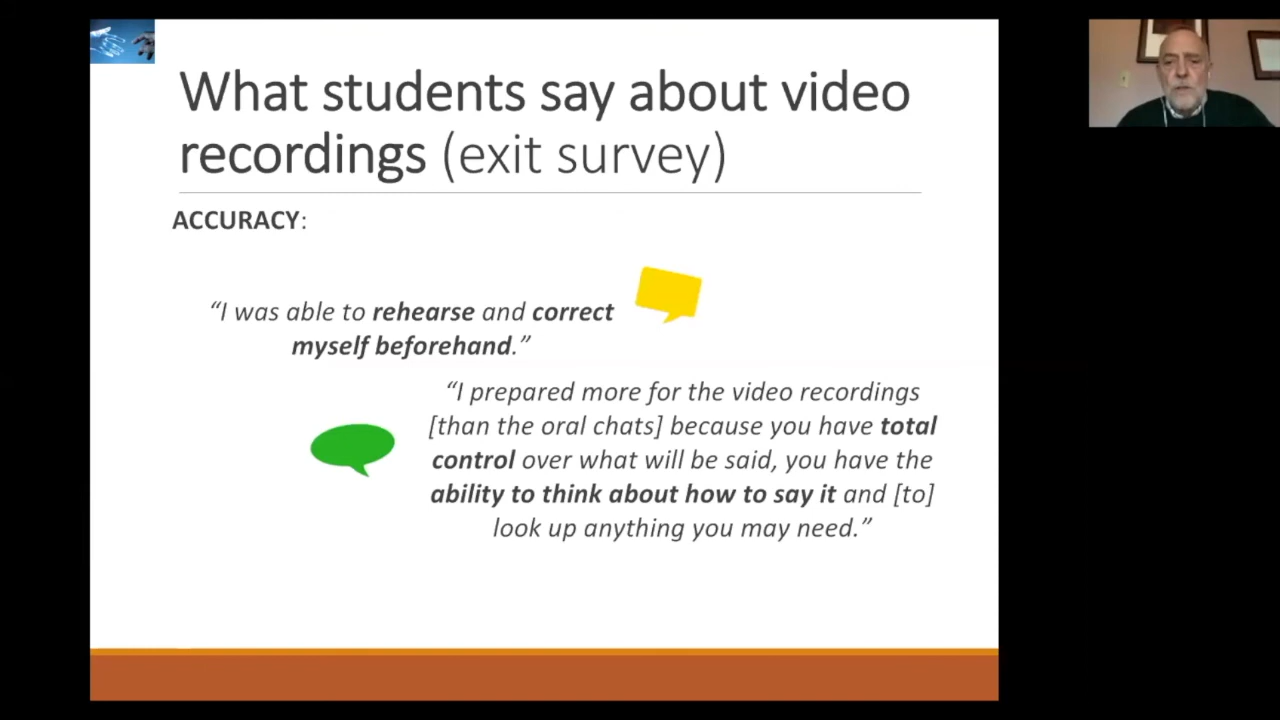 What students say about video
recordings (exit survey)
ACCURACY:
“I was able to rehearse and correct
myself beforehand.”
“I prepared more for the video recordings
[than the oral chats] because you have total
control over what will be said, you have the
ability to think about how to say it and [to]
look up anything you may need.”